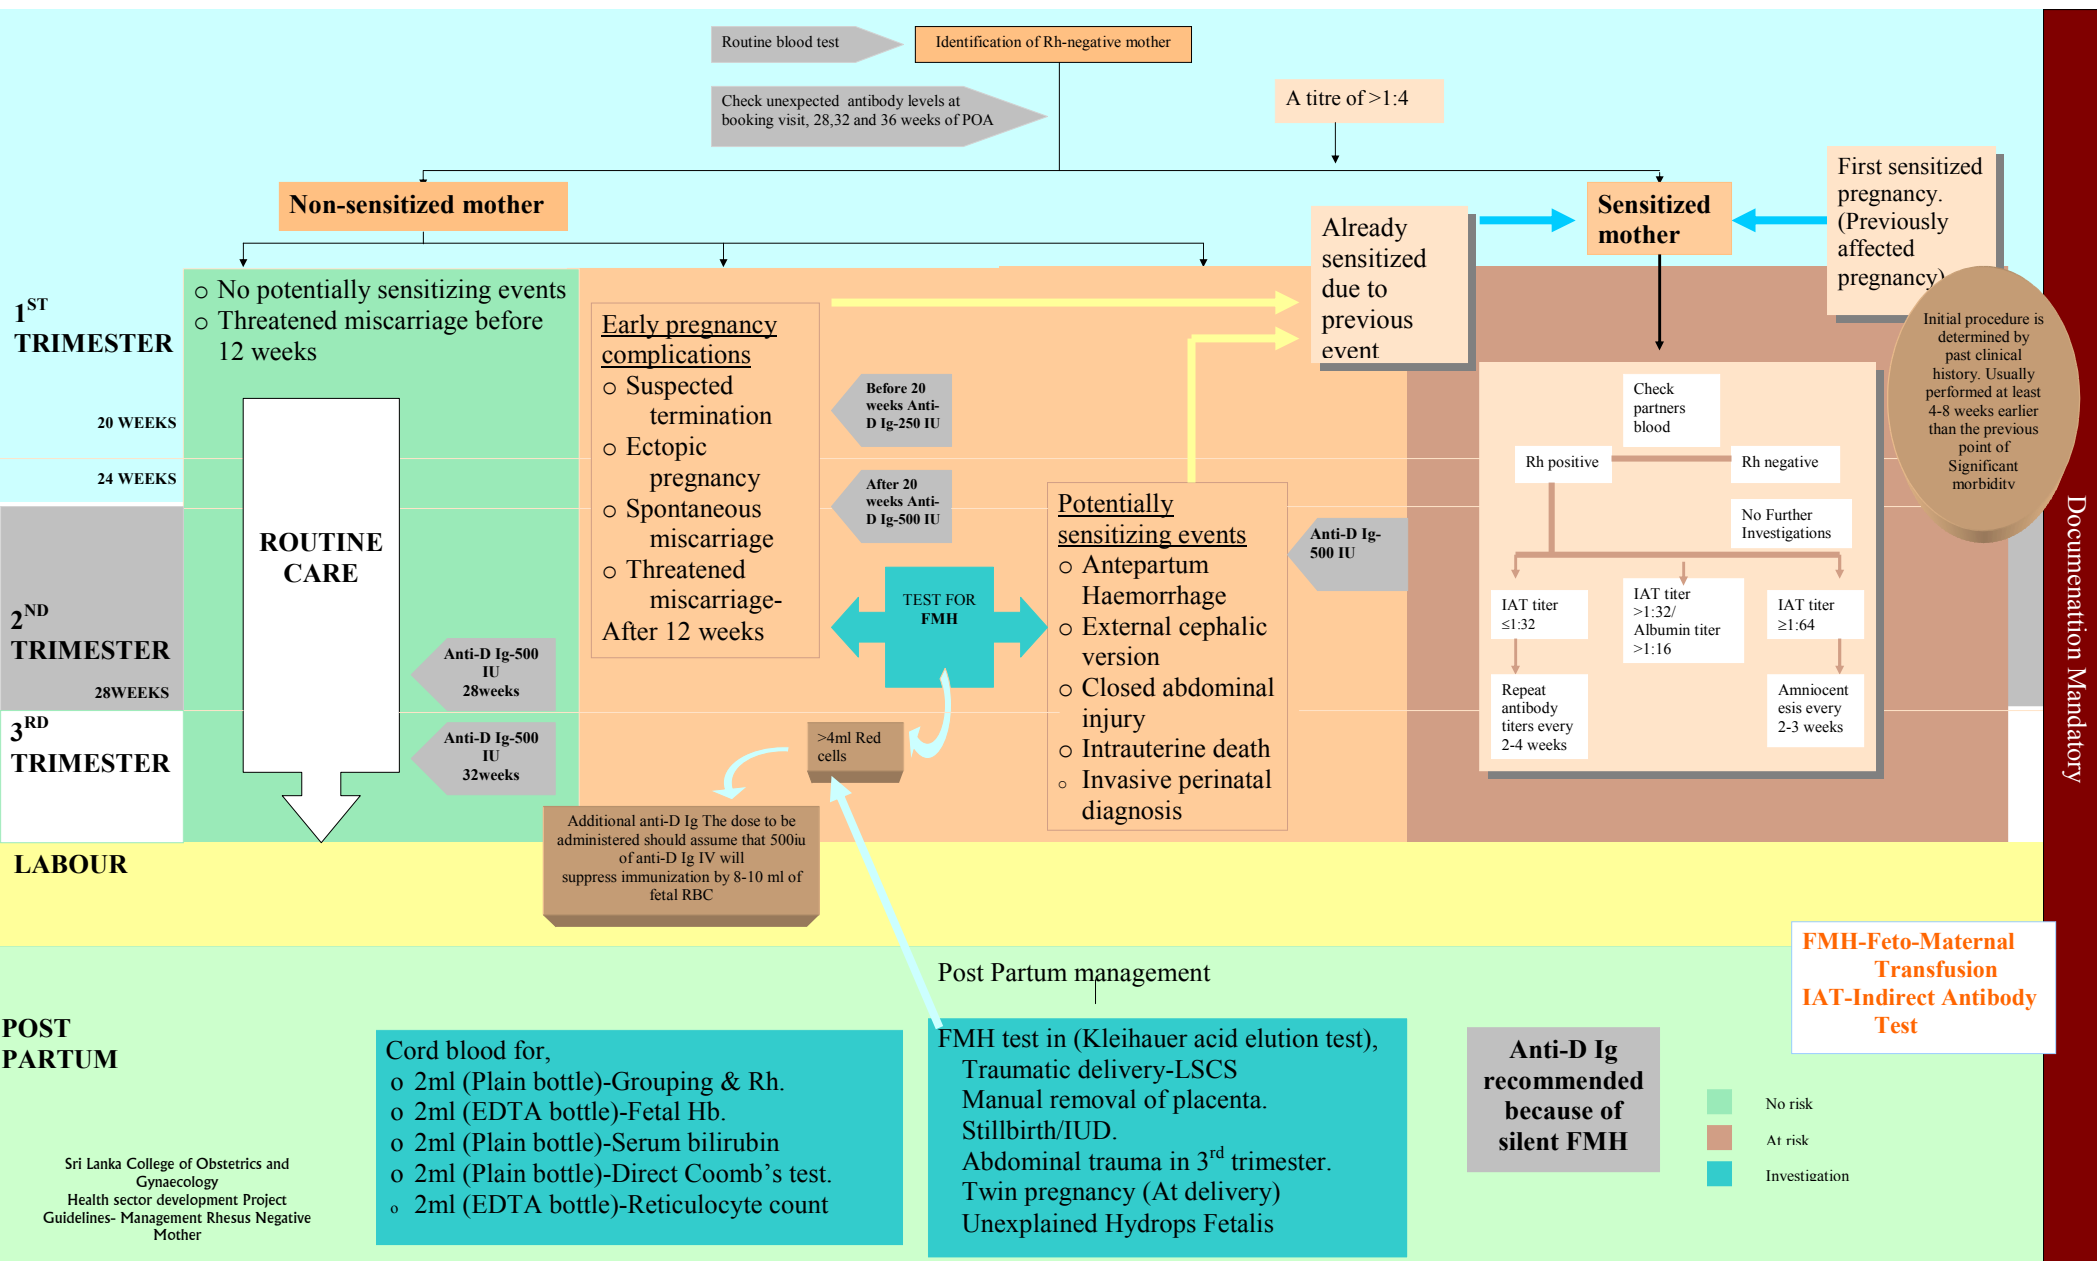 Routine blood test
Identification of Rh-negative mother
Check unexpected antibody levels at
booking visit, 28,32 and 36 weeks of POA
A titre of >1:4
Non-sensitized mother
Already
sensitized
due to
previous
event
Sensitized
mother
First sensitized
pregnancy.
(Previously
affected
pregnancy)
1ST
TRIMESTER
20 WEEKS
24 WEEKS
2ND
TRIMESTER
28WEEKS
3RD
TRIMESTER
LABOUR
POST
PARTUM
o No potentially sensitizing events
o Threatened miscarriage before
12 weeks
ROUTINE
CARE
Anti-D Ig-500
IU
28weeks
Anti-D Ig-500
IU
32weeks
Early pregnancy
complications
o Suspected
termination
o Ectopic
pregnancy
o Spontaneous
miscarriage
o Threatened
miscarriage-
After 12 weeks
Before 20
weeks Anti-
D Ig-250 IU
After 20
weeks Anti-
D Ig-500 IU
TEST FOR
FMH
>4ml Red
cells
Additional anti-D Ig The dose to be
administered should assume that 500iu
of anti-D Ig IV will
suppress immunization by 8-10 ml of
fetal RBC
Potentially
sensitizing events
o Antepartum
Haemorrhage
o External cephalic
version
o Closed abdominal
injury
o Intrauterine death
o Invasive perinatal
diagnosis
Anti-D Ig-
500 IU
Check
partners
blood
Rh positive
Rh negative
No Further
Investigations
IAT titer
≤1:32
IAT titer
>1:32/
Albumin titer
>1:16
IAT titer
≥1:64
Repeat
antibody
titers every
2-4 weeks
Amniocent
esis every
2-3 weeks
Initial procedure is
determined by
past clinical
history. Usually
performed at least
4-8 weeks earlier
than the previous
point of
Significant
morbidity
Documenattion Mandatory
FMH-Feto-Maternal
Transfusion
IAT-Indirect Antibody
Test
Post Partum management
Cord blood for,
o 2ml (Plain bottle)-Grouping & Rh.
o 2ml (EDTA bottle)-Fetal Hb.
o 2ml (Plain bottle)-Serum bilirubin
o 2ml (Plain bottle)-Direct Coomb’s test.
o 2ml (EDTA bottle)-Reticulocyte count
FMH test in (Kleihauer acid elution test),
Traumatic delivery-LSCS
Manual removal of placenta.
Stillbirth/IUD.
Abdominal trauma in 3rd trimester.
Twin pregnancy (At delivery)
Unexplained Hydrops Fetalis
Anti-D Ig
recommended
because of
silent FMH
No risk
At risk
Investigation
Sri Lanka College of Obstetrics and
Gynaecology
Health sector development Project
Guidelines- Management Rhesus Negative
Mother